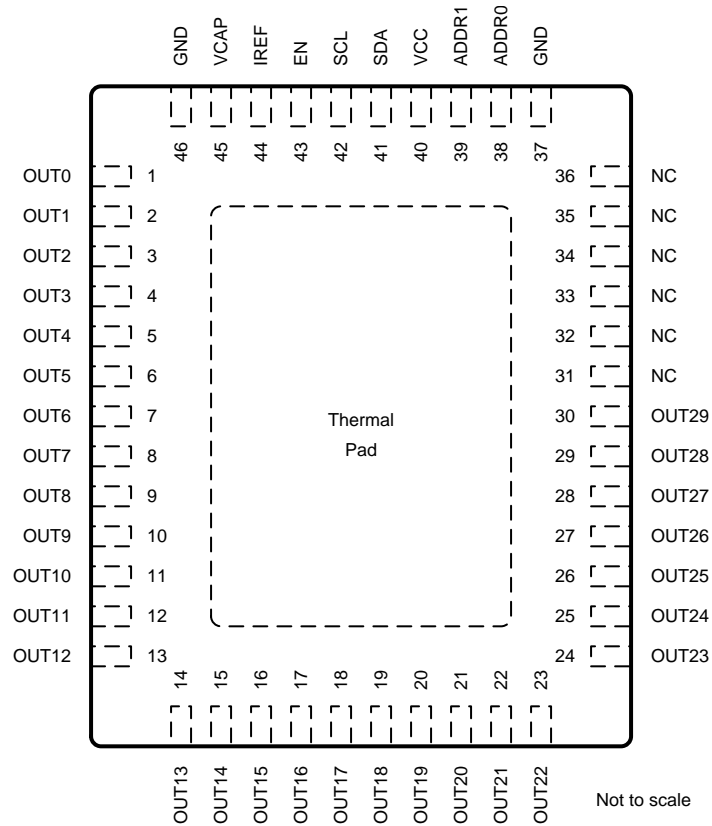 GND VCAP IREF EN SCL SDA VCC ADDR1 ADDR0 GND
46 45 44 43 42 41 40 39 38 37
OUT0 1 36 NC
OUT1 2 35 NC
OUT2 3 34 NC
OUT3 4 33 NC
OUT4 5 32 NC
OUT5 6 31 NC
OUT6 7 30 OUT29
OUT7 8 29 OUT28
OUT8 9 28 OUT27
OUT9 10 27 OUT26
OUT10 11 26 OUT25
OUT11 12 25 OUT24
OUT12 13 24 OUT23
Thermal
Pad
14 15 16 17 18 19 20 21 22 23
OUT13 OUT14 OUT15 OUT16 OUT17 OUT18 OUT19 OUT20 OUT21 OUT22
Not to scale